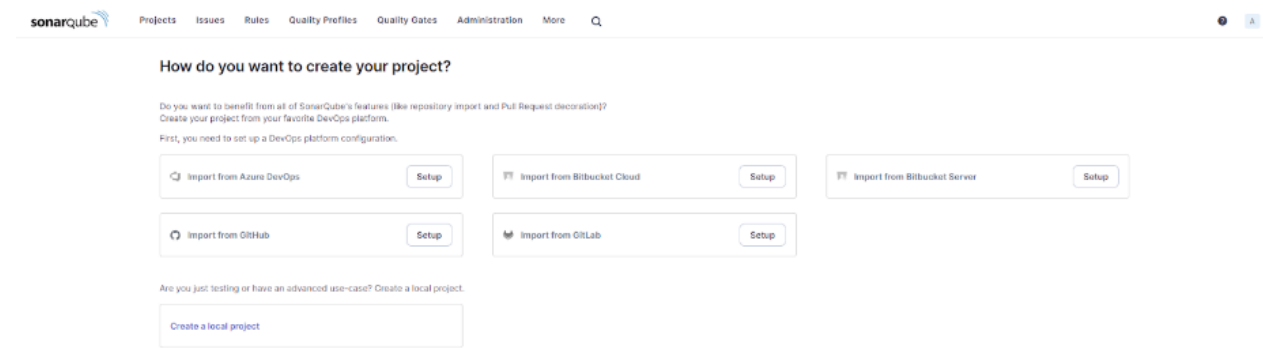 sonarqube
Projects Issues Rules Quality Profiles Quality Gates Administration More
A
How do you want to create your project?
Do you want to benefit from all of SonarQube's features (like repository import and Pull Request decoration)?
Create your project from your favorite DevOps platform.
First, you need to set up a DevOps platform configuration.
Import from Azure DevOps Setup Import from Bitbucket Cloud Setup Import from Bitbucket Server Setup
Import from GitHub Setup Import from GitLab Setup
Are you just testing or have an advanced use-case? Create a local project.
Create a local project